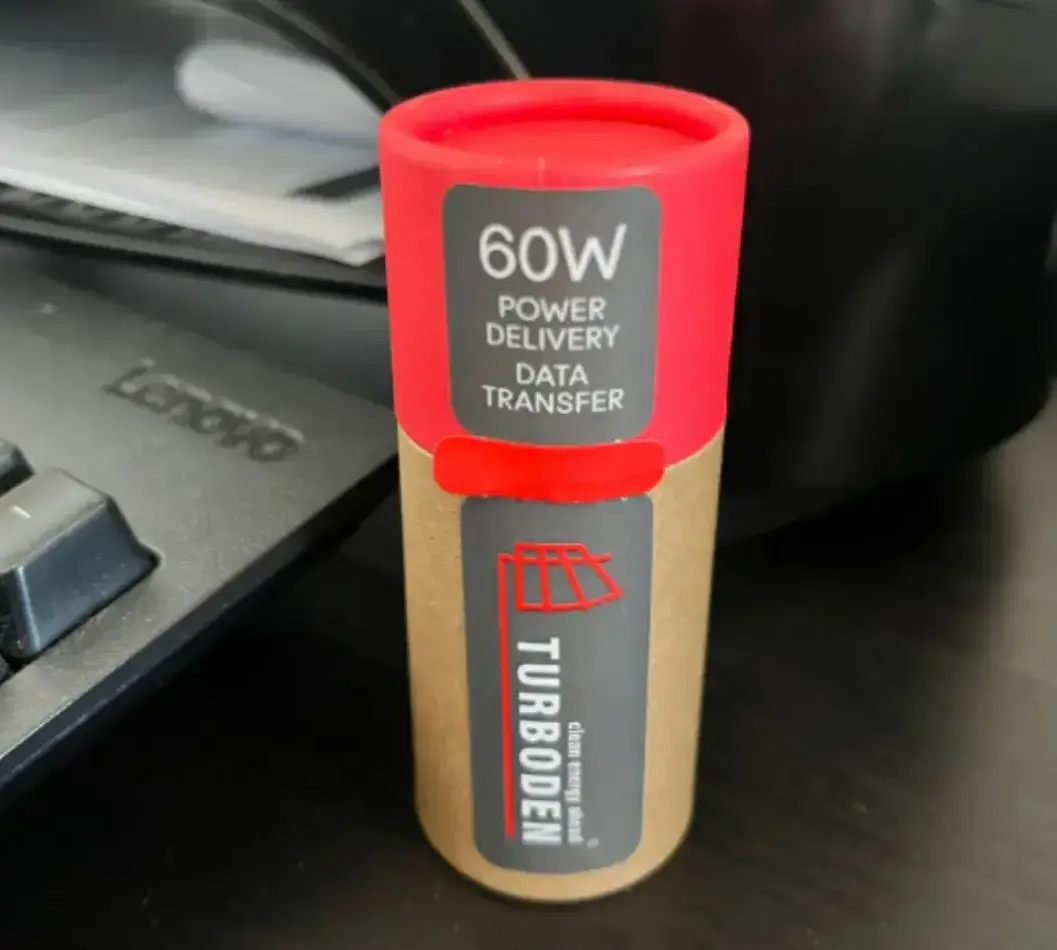 60W
POWER
DELIVERY
DATA
TRANSFER
Lenovo
TURBODEN
clean energy ahead